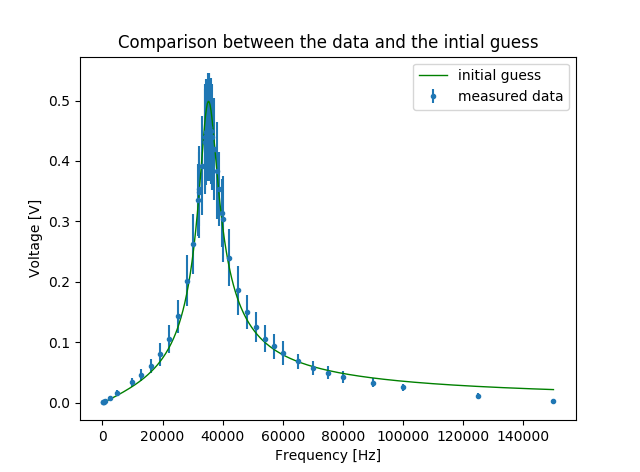 Comparison between the data and the intial guess
initial guess
measured data
Voltage [V]
0.5
0.4
0.3
0.2
0.1
0.0
0 20000 40000 60000 80000 100000 120000 140000
Frequency [Hz]